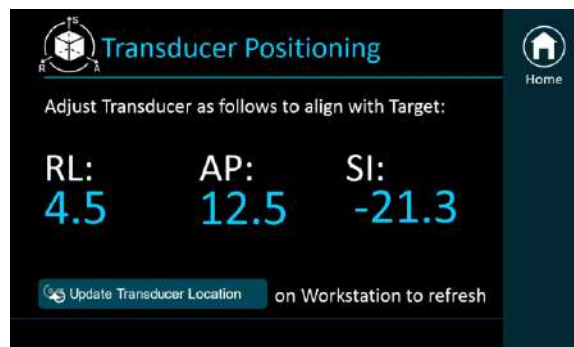 S
R
A
Transducer Positioning
Home
Adjust Transducer as follows to align with Target:
RL: AP: SI:
4.5 12.5 -21.3
Update Transducer Location on Workstation to refresh